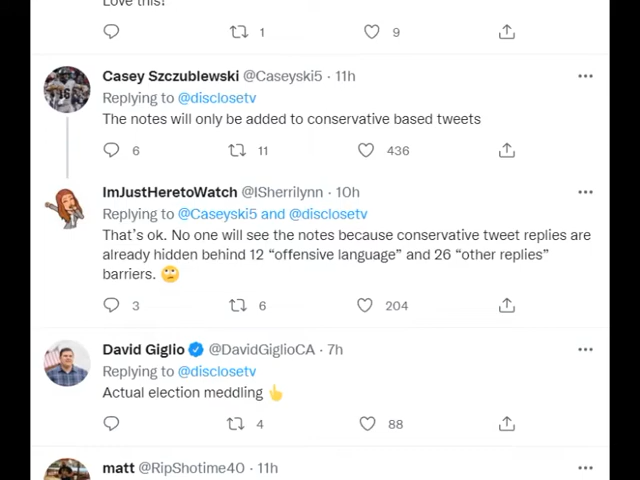 Love this!
1 9
Casey Szczublewski @Caseyski5 · 11h
Replying to @disclosetv
The notes will only be added to conservative based tweets
6 11 436
ImJustHeretoWatch @ISherrilynn · 10h
Replying to @Caseyski5 and @disclosetv
That's ok. No one will see the notes because conservative tweet replies are
already hidden behind 12 “offensive language” and 26 “other replies”
barriers. 🙄
3 6 204
David Giglio @DavidGiglioCA · 7h
Replying to @disclosetv
Actual election meddling 👆
4 88
matt @RipShotime40 · 11h